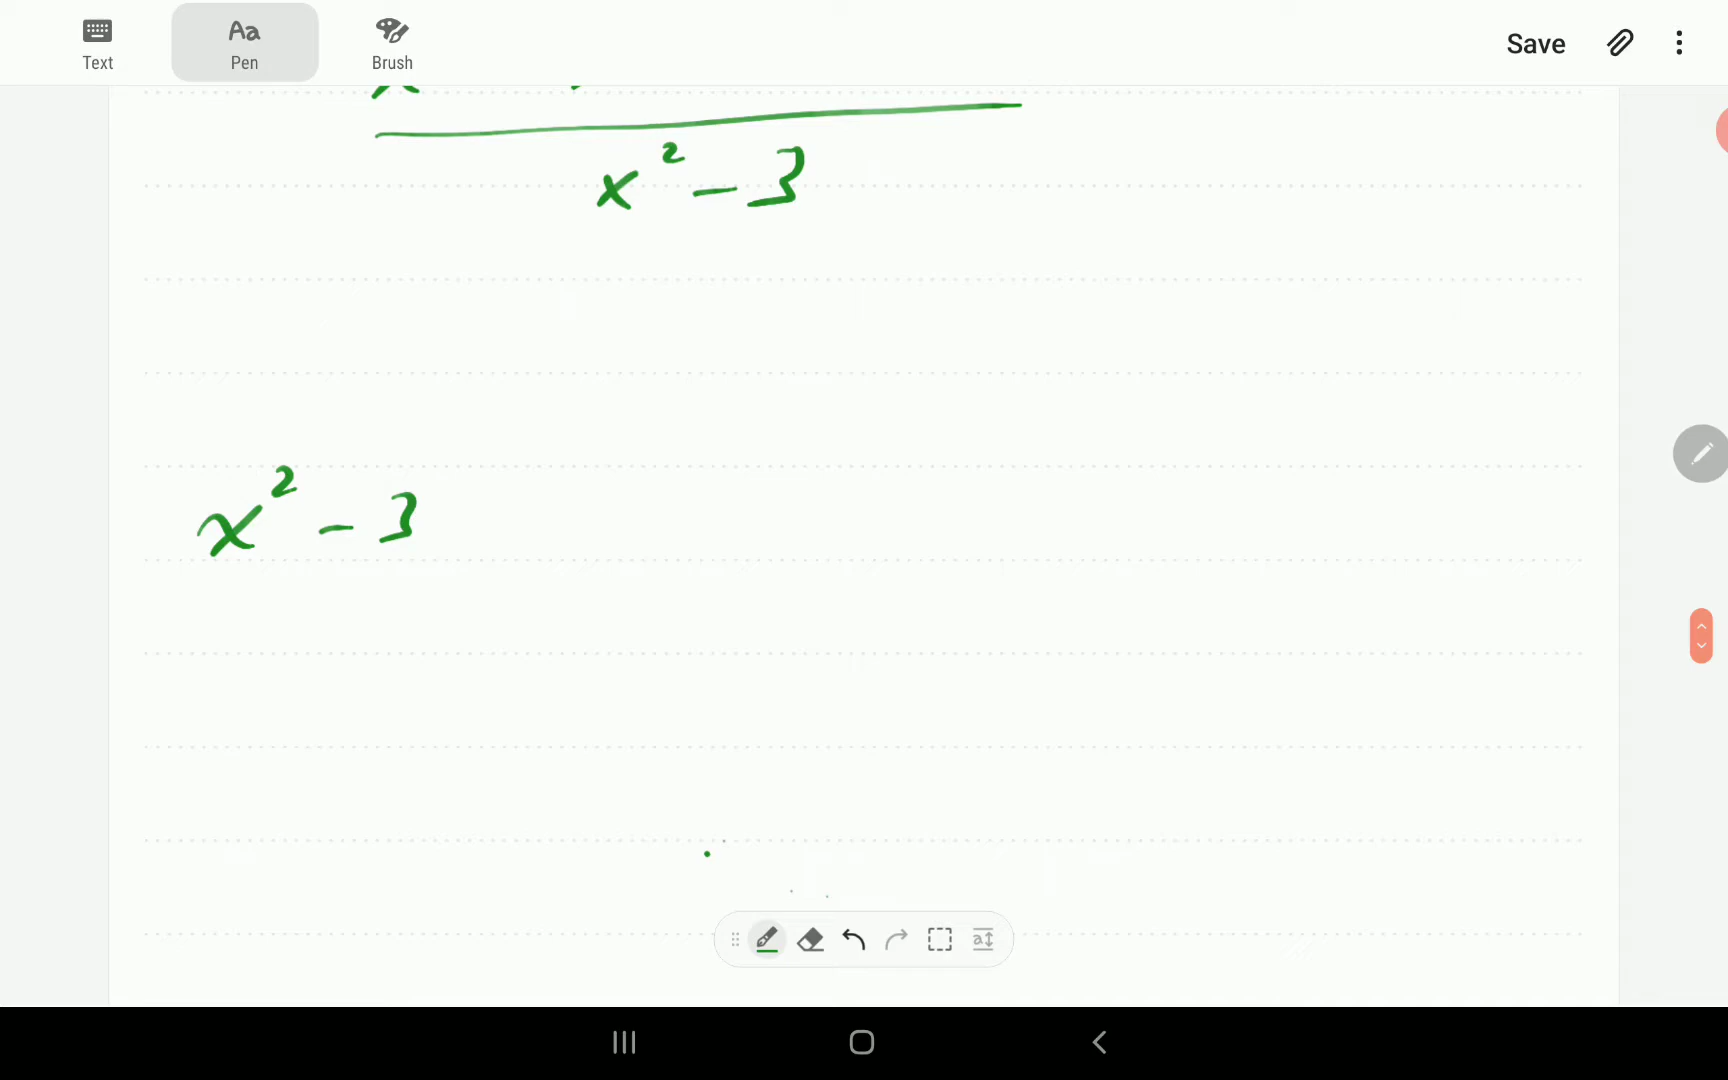 Text Pen Brush Save
x² - 3
x² - 3